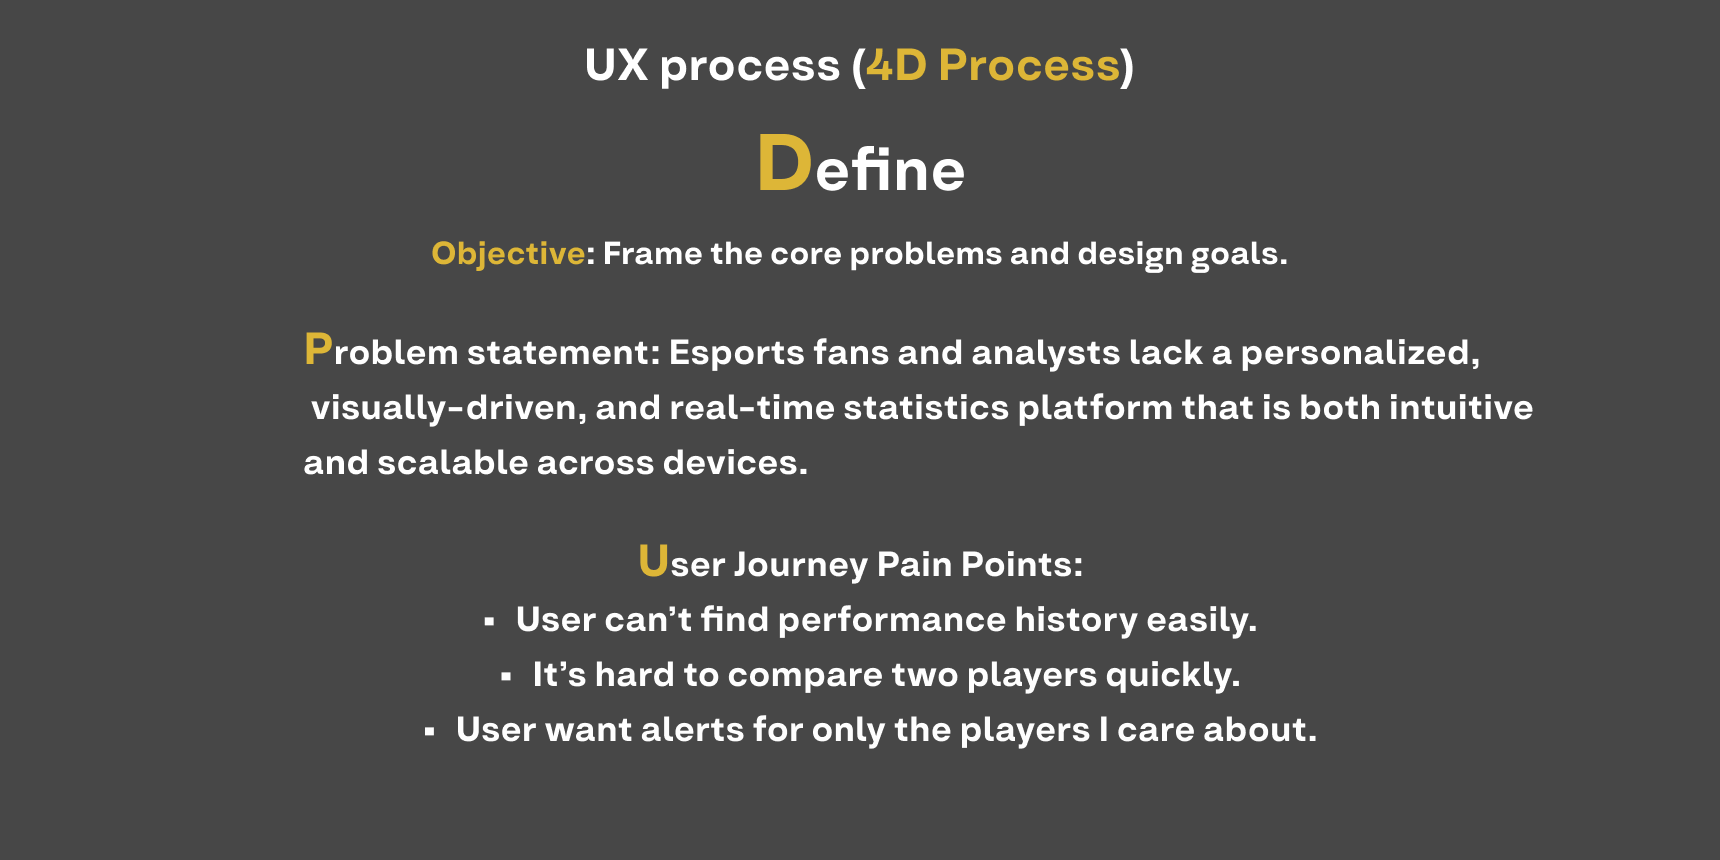 UX process (4D Process)
Define
Objective: Frame the core problems and design goals.
Problem statement: Esports fans and analysts lack a personalized,
visually-driven, and real-time statistics platform that is both intuitive
and scalable across devices.
User Journey Pain Points:
▪ User can’t find performance history easily.
▪ It’s hard to compare two players quickly.
▪ User want alerts for only the players I care about.